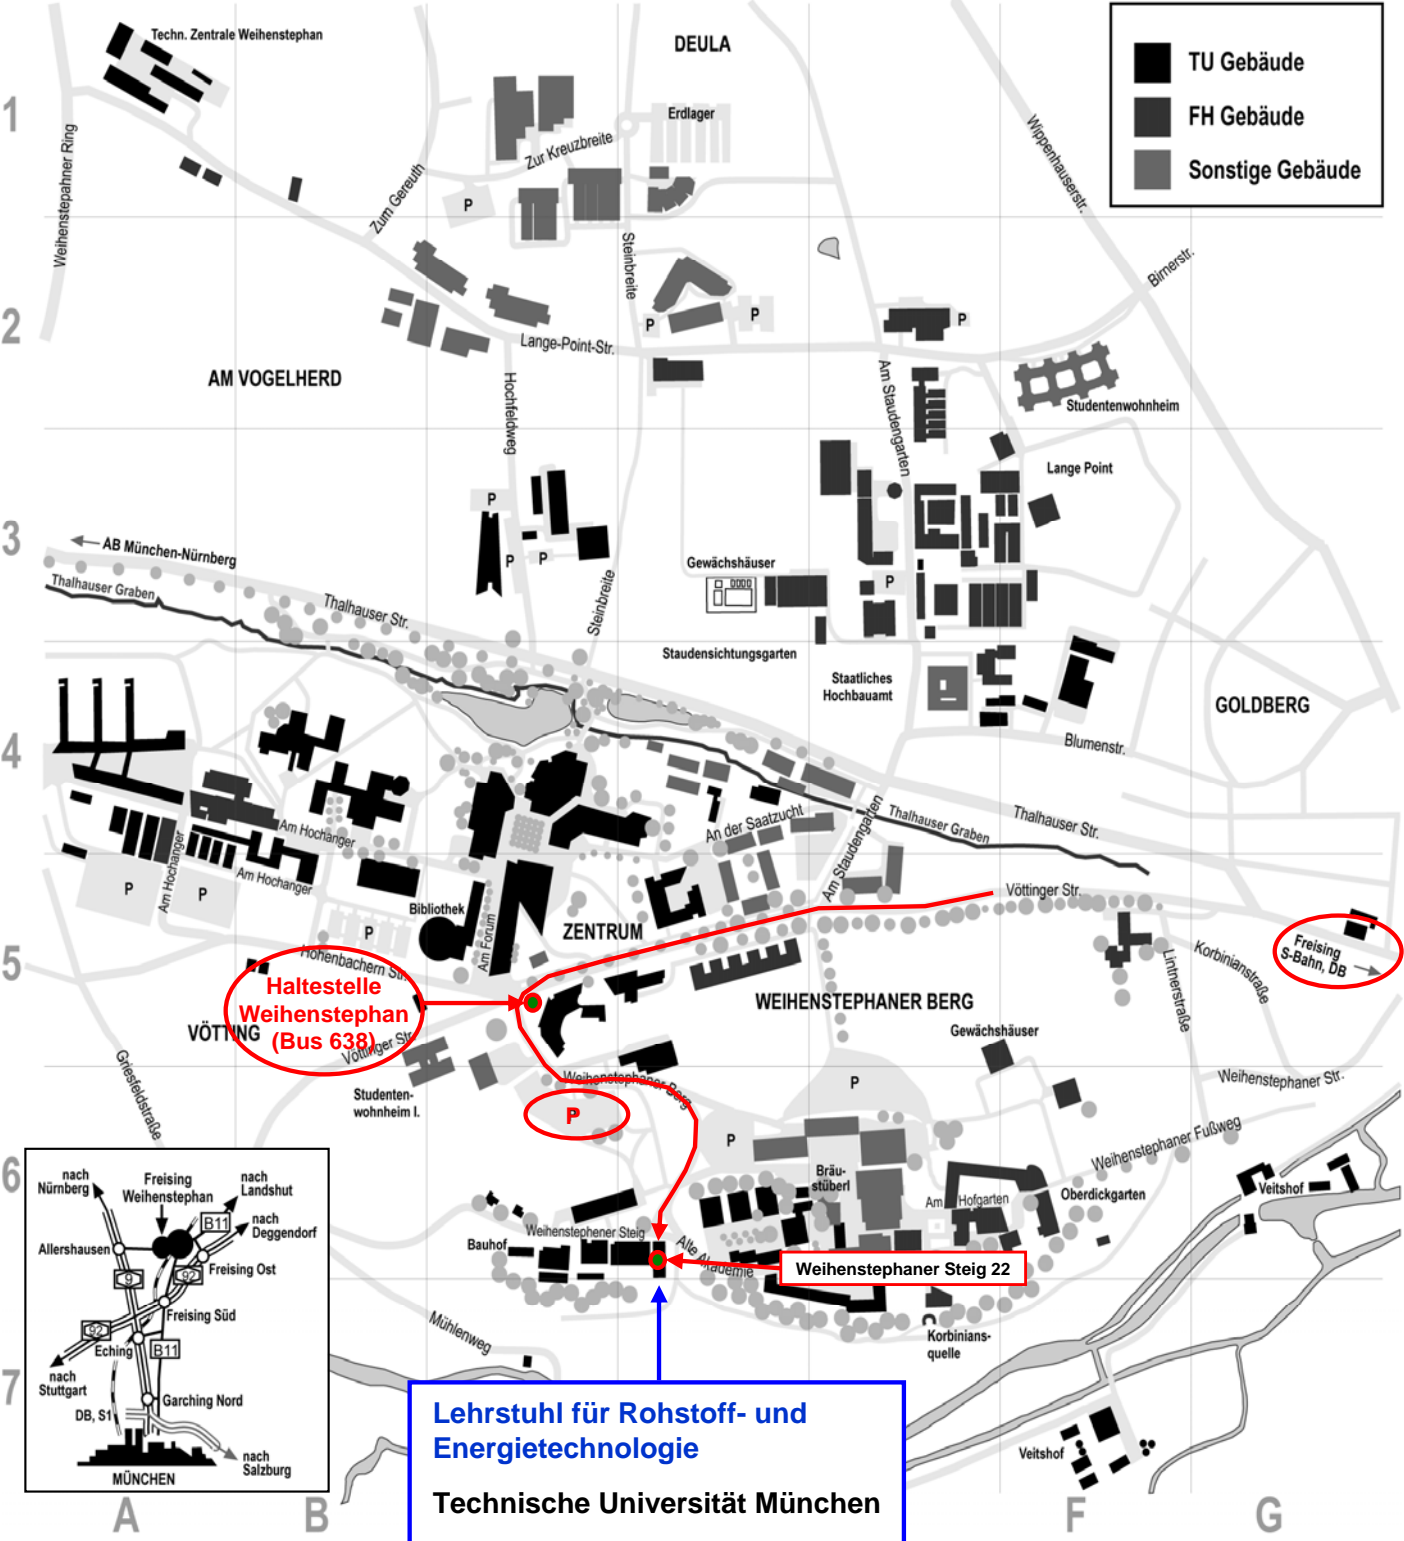 Techn. Zentrale Weihenstephan
DEULA
TU Gebäude
FH Gebäude
Sonstige Gebäude
1
Erdlager
Zur Kreuzbreite
Wippenhauserstr.
Weihenstepahner Ring
Zum Gereuth
P
Steinbreite
Birnerstr.
2
P
P
P
Lange-Point-Str.
AM VOGELHERD
Hochfeldweg
Am Staudengarten
Studentenwohnheim
Lange Point
P
3
AB München-Nürnberg
P
P
Gewächshäuser
P
Thalhauser Graben
Thalhauser Str.
Steinbreite
Staudensichtungsgarten
Staatliches
Hochbauamt
GOLDBERG
Blumenstr.
4
An der Saatzucht
Am Staudengarten
Thalhauser Graben
Thalhauser Str.
Am Hochanger
Am Hochanger
Am Hochanger
P
P
Vöttinger Str.
Bibliothek
P
Am Forum
ZENTRUM
5
Hohenbachern Str.
Freising
S-Bahn, DB
Korbinianstraße
Lintnerstraße
Haltestelle
Weihenstephan
(Bus 638)
WEIHENSTEPHANER BERG
VÖTTING
Vöttinger Str.
Gewächshäuser
Griesfeldstraße
Studenten-
wohnheim I.
Weihenstephaner Berg
P
Weihenstephaner Str.
P
P
Weihenstephaner Fußweg
6
Bräu-
stüberl
Am Hofgarten
Oberdickgarten
Veitshof
Weihenstephener Steig
Bauhof
Alte Akademie
Weihenstephaner Steig 22
Korbinians-
quelle
Mühlenweg
7
nach
Nürnberg
Freising
Weihenstephan
nach
Landshut
B11
nach
Deggendorf
Allershausen
9
92
Freising Ost
Freising Süd
92
Eching
B11
nach
Stuttgart
Garching Nord
DB, S1
nach
Salzburg
MÜNCHEN
Lehrstuhl für Rohstoff- und
Energietechnologie
Technische Universität München
Veitshof
A
B
F
G